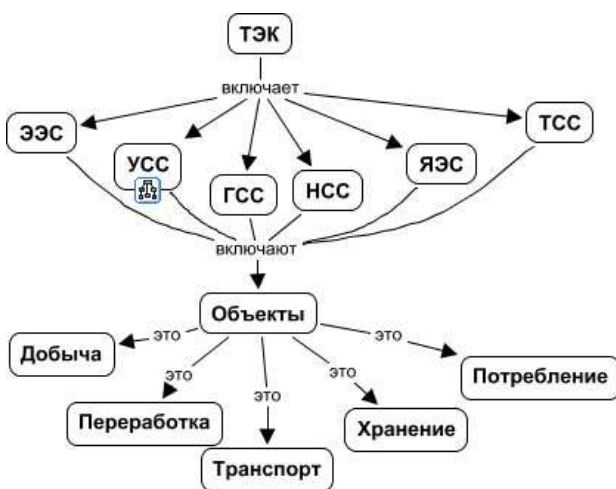 ТЭК
включает
ЭЭС
УСС
ГСС
НСС
ЯЭС
ТСС
включают
Объекты
это
это
это
это
это
Добыча
Переработка
Транспорт
Хранение
Потребление